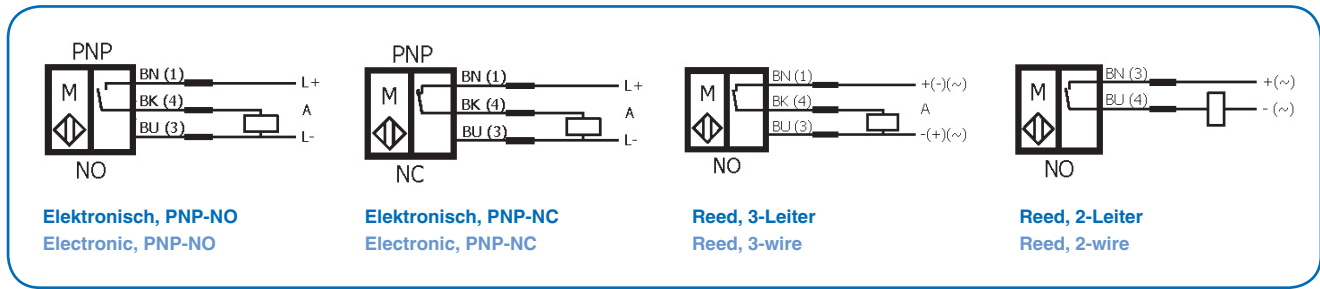 PNP
M
BN (1)
L+
BK (4)
A
BU (3)
L-
NO
Elektronisch, PNP-NO
Electronic, PNP-NO
PNP
M
BN (1)
L+
BK (4)
A
BU (3)
L-
NC
Elektronisch, PNP-NC
Electronic, PNP-NC
M
BN (1)
+(-)(~)
BK (4)
A
BU (3)
-(+)(~)
NO
Reed, 3-Leiter
Reed, 3-wire
M
BN (3)
+(~)
BU (4)
- (~)
NO
Reed, 2-Leiter
Reed, 2-wire